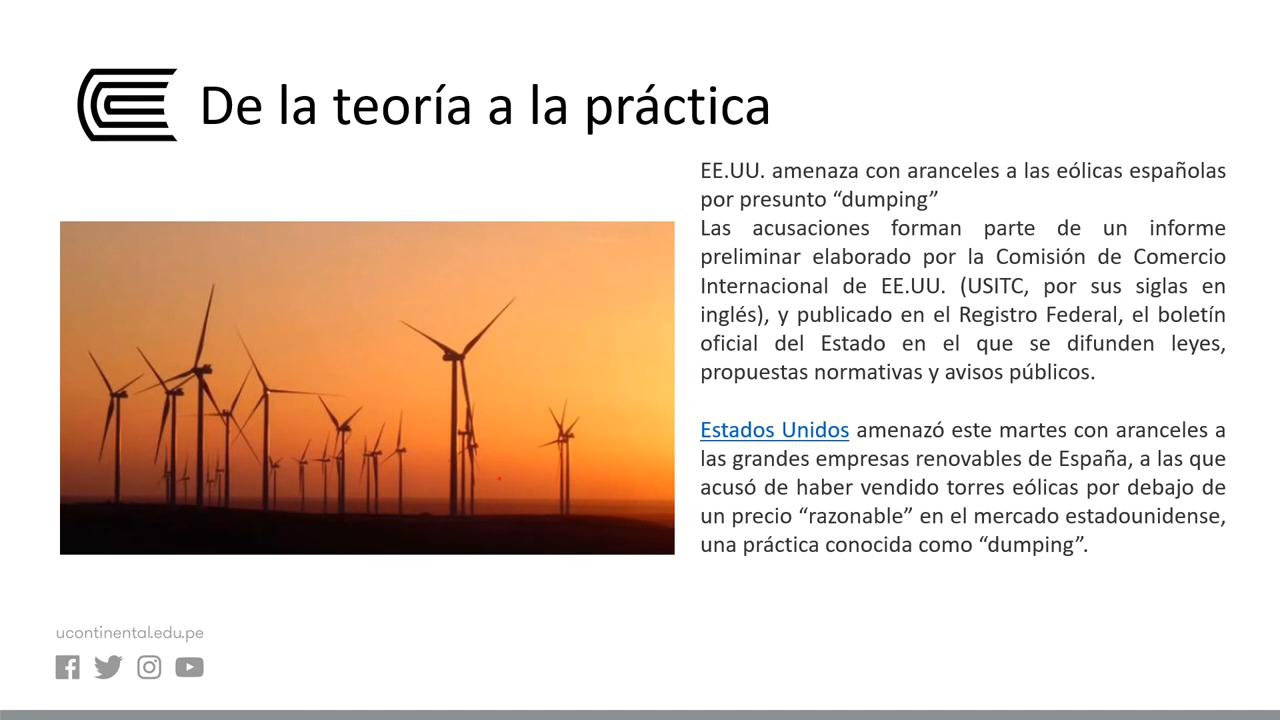 De la teoría a la práctica
EE.UU. amenaza con aranceles a las eólicas españolas
por presunto “dumping”
Las acusaciones forman parte de un informe
preliminar elaborado por la Comisión de Comercio
Internacional de EE.UU. (USITC, por sus siglas en
inglés), y publicado en el Registro Federal, el boletín
oficial del Estado en el que se difunden leyes,
propuestas normativas y avisos públicos.
Estados Unidos amenazó este martes con aranceles a
las grandes empresas renovables de España, a las que
acusó de haber vendido torres eólicas por debajo de
un precio “razonable” en el mercado estadounidense,
una práctica conocida como “dumping”.
ucontinental.edu.pe